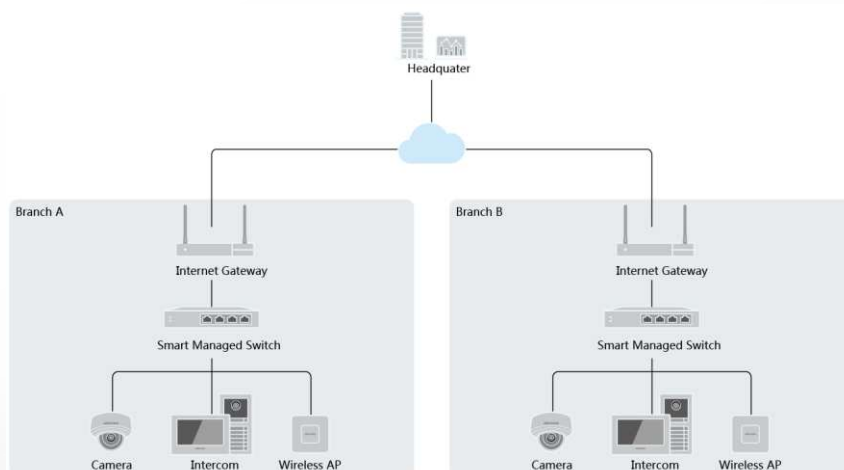 Headquater
Branch A
Branch B
Internet Gateway
Internet Gateway
Smart Managed Switch
Smart Managed Switch
Camera
Intercom
Wireless AP
Camera
Intercom
Wireless AP